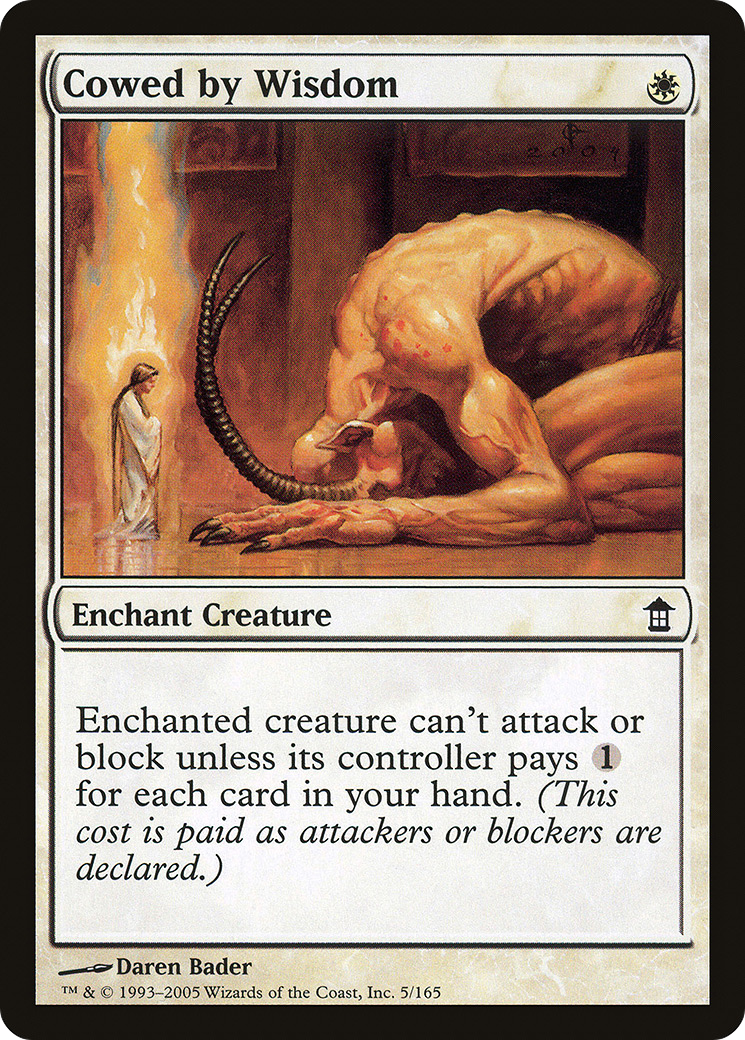 Cowed by Wisdom
2004
Enchant Creature
Enchanted creature can't attack or
block unless its controller pays 1
for each card in your hand. (This
cost is paid as attackers or blockers are
declared.)
Daren Bader
™ & © 1993–2005 Wizards of the Coast, Inc. 5/165